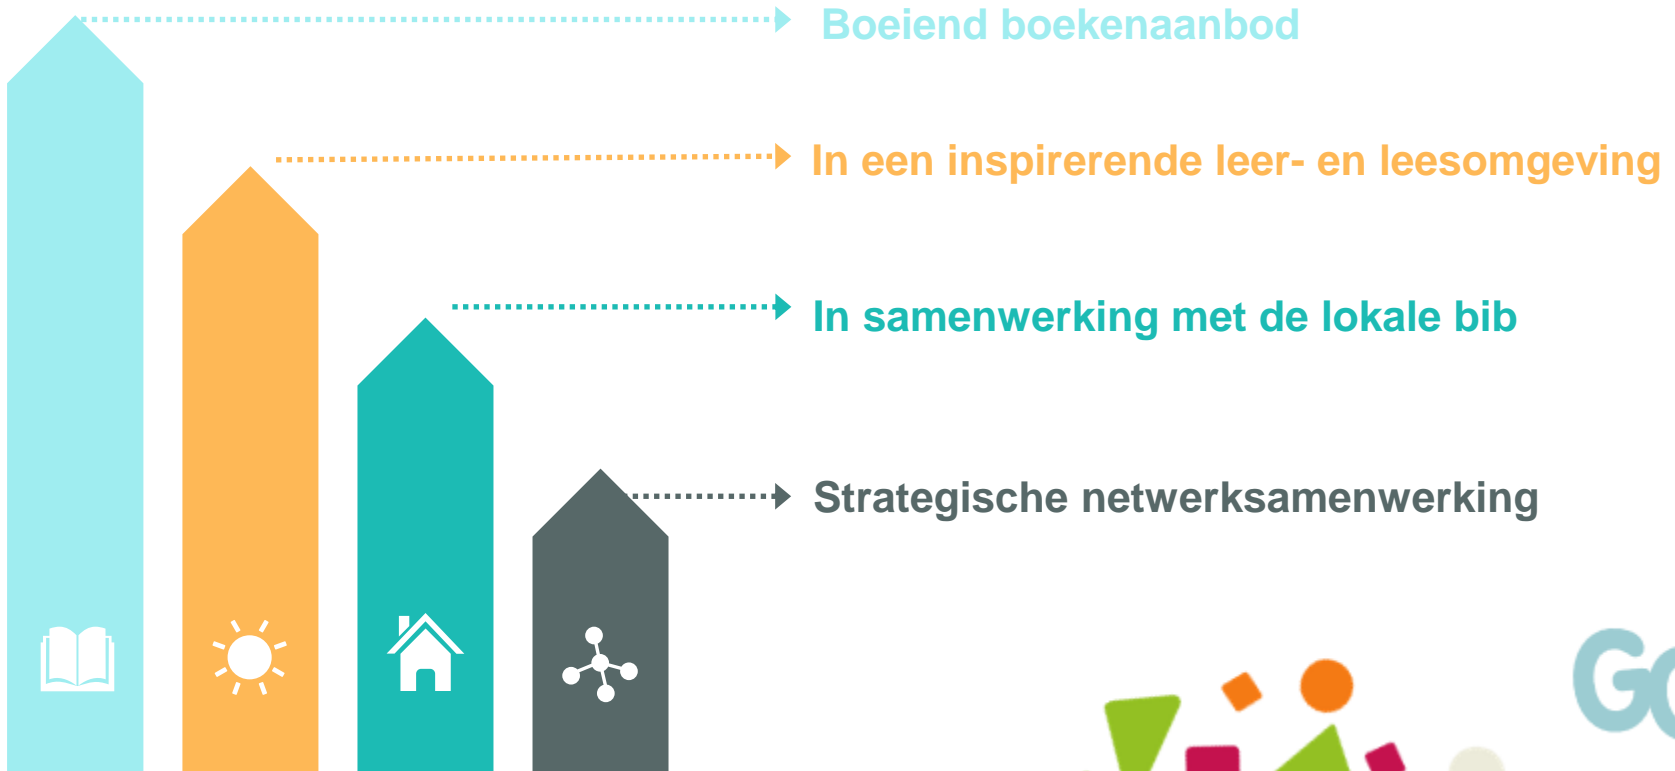 Boeiend boekenaanbod
In een inspirerende leer- en leesomgeving
In samenwerking met de lokale bib
Strategische netwerksamenwerking